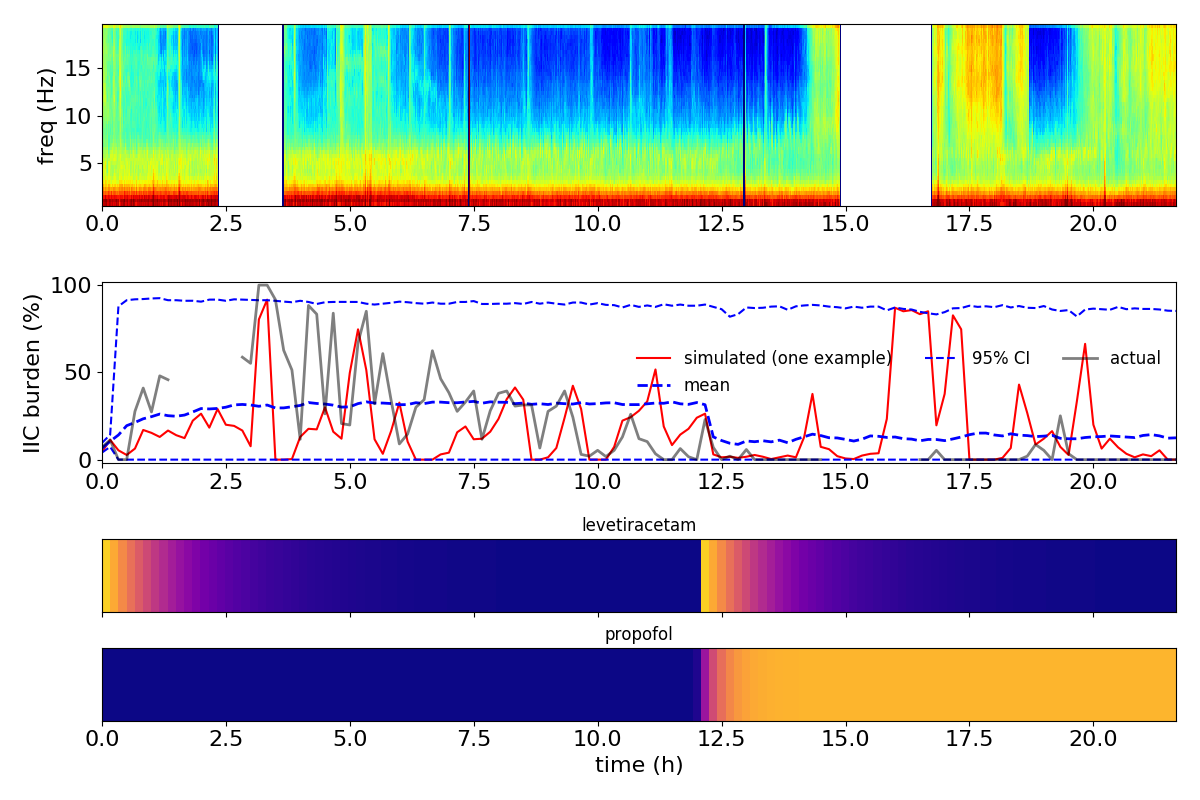 freq (Hz)
15
10
5
0.0 2.5 5.0 7.5 10.0 12.5 15.0 17.5 20.0
IIC burden (%)
100
50
0
simulated (one example) 95% CI actual
mean
0.0 2.5 5.0 7.5 10.0 12.5 15.0 17.5 20.0
levetiracetam
propofol
0.0 2.5 5.0 7.5 10.0 12.5 15.0 17.5 20.0
time (h)